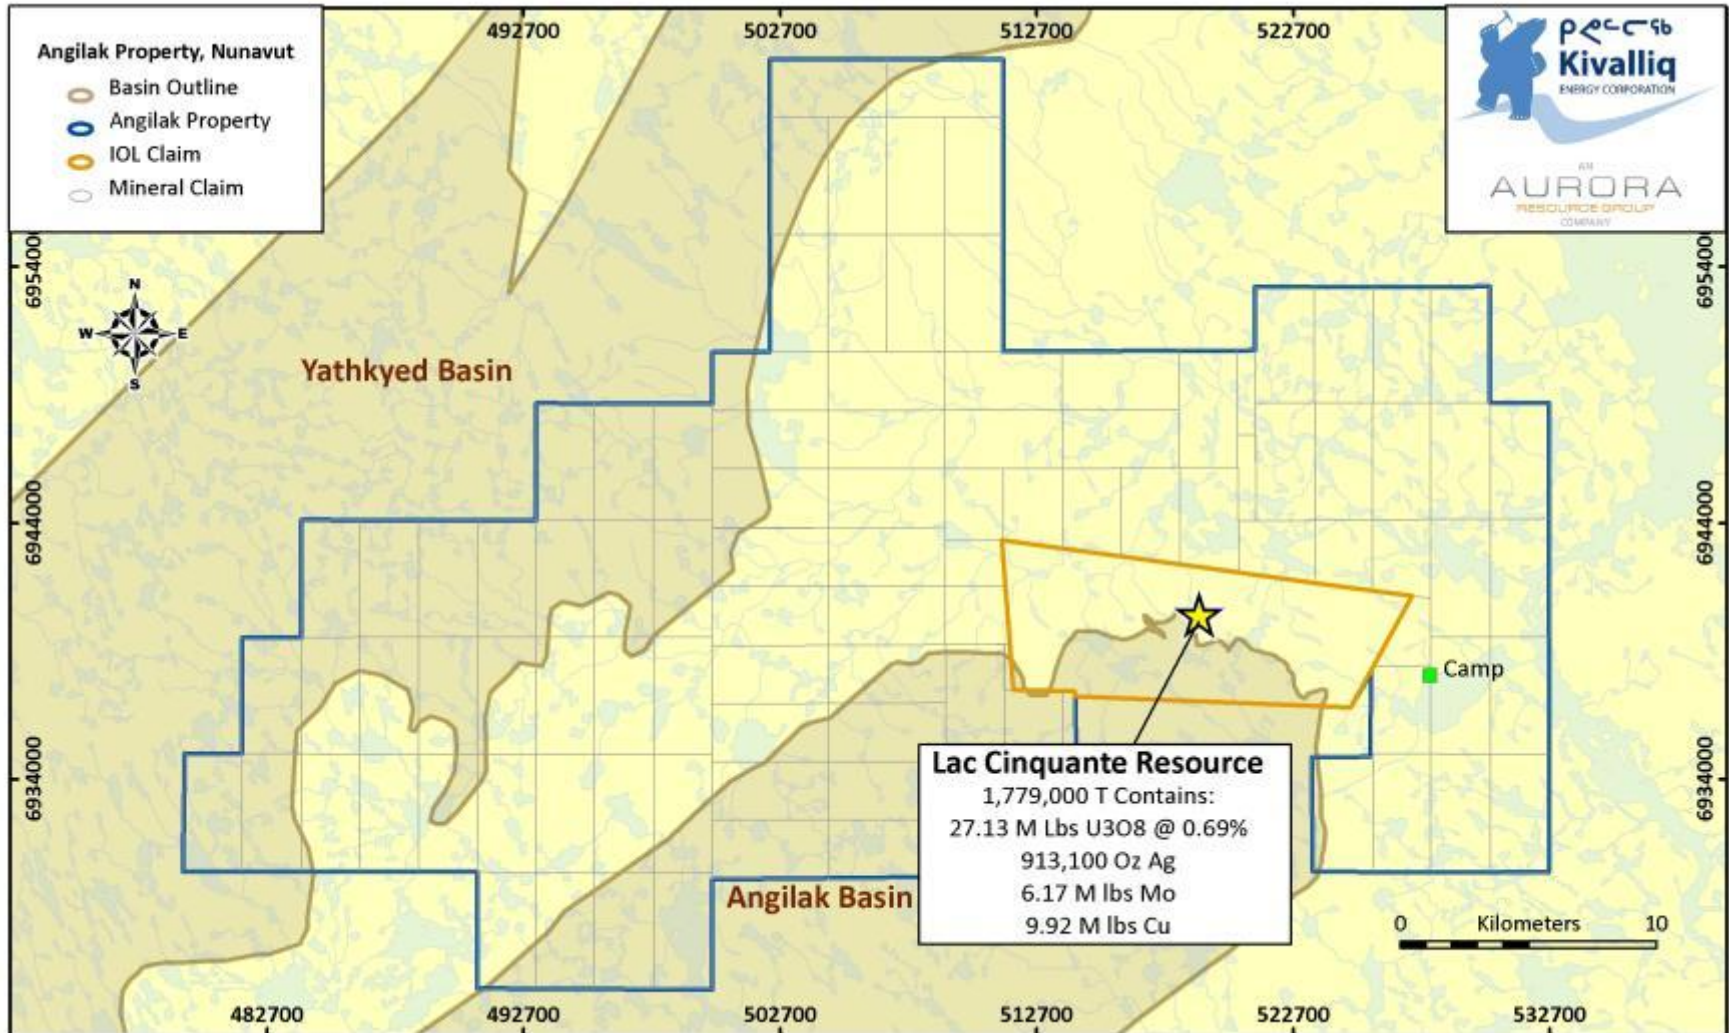 492700
502700
512700
522700
Angilak Property, Nunavut
Basin Outline
Angilak Property
IOL Claim
Mineral Claim
ᑭᕙᓪᓕᖅ
Kivalliq
ENERGY CORPORATION
AN
AURORA
RESOURCE GROUP
COMPANY
6954000
6954000
N
W
E
S
Yathkyed Basin
6944000
6944000
Camp
6934000
6934000
Lac Cinquante Resource
1,779,000 T Contains:
27.13 M Lbs U3O8 @ 0.69%
913,100 Oz Ag
6.17 M lbs Mo
9.92 M lbs Cu
Angilak Basin
0 Kilometers 10
482700
492700
502700
512700
522700
532700